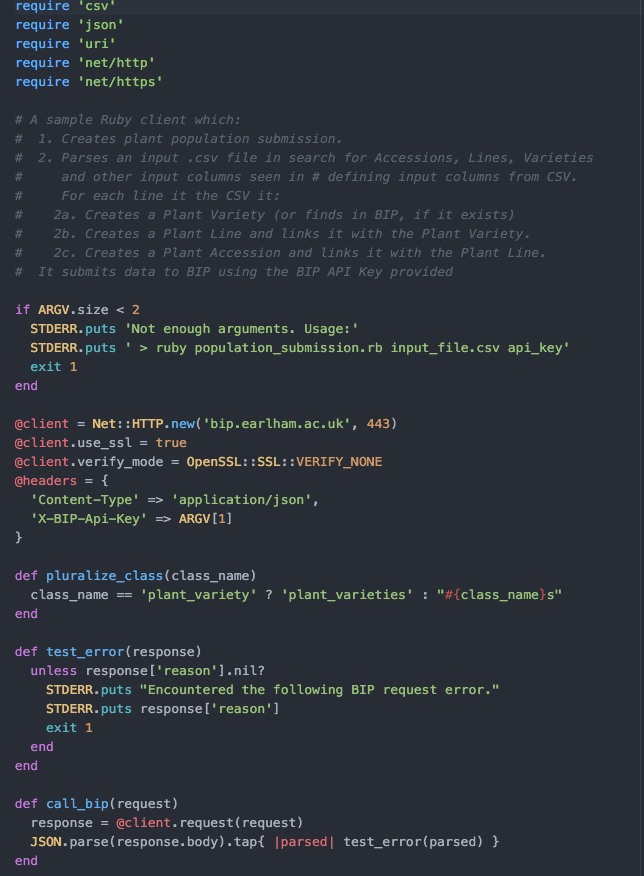 require 'csv'
require 'json'
require 'uri'
require 'net/http'
require 'net/https'

# A sample Ruby client which:
#  1. Creates plant population submission.
#  2. Parses an input .csv file in search for Accessions, Lines, Varieties
#     and other input columns seen in # defining input columns from CSV.
#     For each line it the CSV it:
#    2a. Creates a Plant Variety (or finds in BIP, if it exists)
#    2b. Creates a Plant Line and links it with the Plant Variety.
#    2c. Creates a Plant Accession and links it with the Plant Line.
#  It submits data to BIP using the BIP API Key provided

if ARGV.size < 2
  STDERR.puts 'Not enough arguments. Usage:'
  STDERR.puts ' > ruby population_submission.rb input_file.csv api_key'
  exit 1
end

@client = Net::HTTP.new('bip.earlham.ac.uk', 443)
@client.use_ssl = true
@client.verify_mode = OpenSSL::SSL::VERIFY_NONE
@headers = {
  'Content-Type' => 'application/json',
  'X-BIP-Api-Key' => ARGV[1]
}

def pluralize_class(class_name)
  class_name == 'plant_variety' ? 'plant_varieties' : "#{class_name}s"
end

def test_error(response)
  unless response['reason'].nil?
    STDERR.puts "Encountered the following BIP request error."
    STDERR.puts response['reason']
    exit 1
  end
end

def call_bip(request)
  response = @client.request(request)
  JSON.parse(response.body).tap{ |parsed| test_error(parsed) }
end